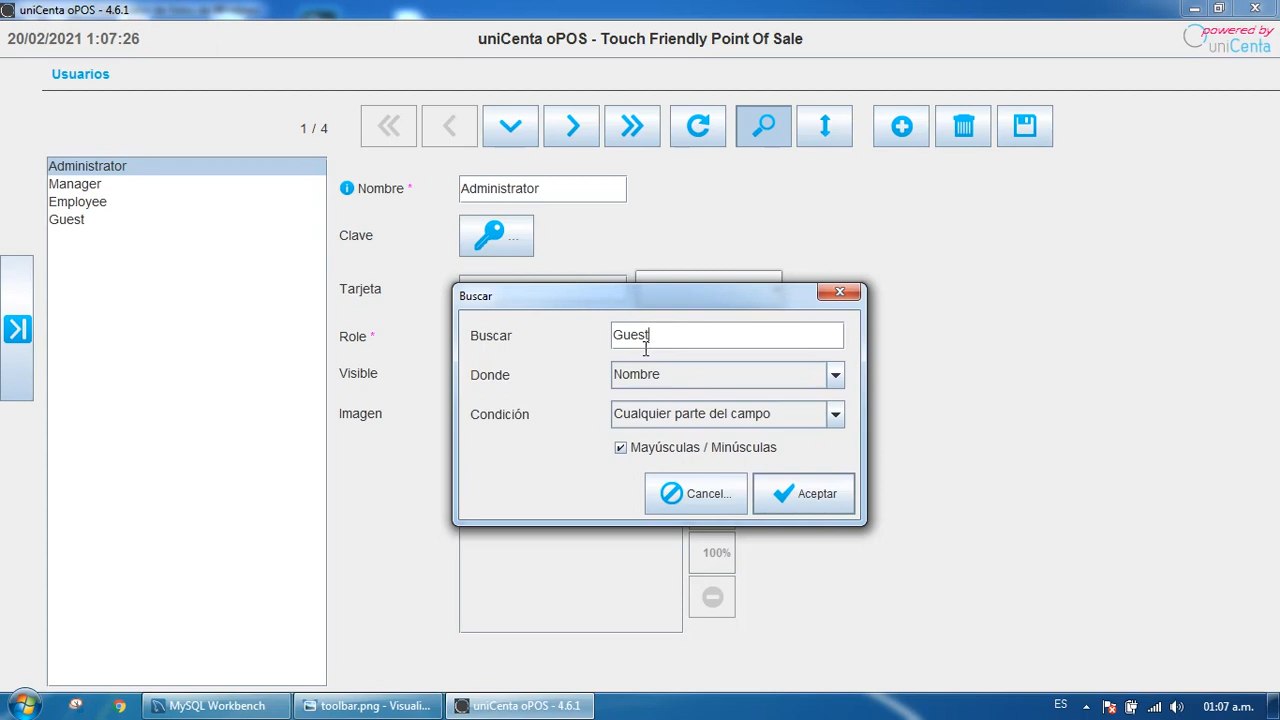 uniCenta oPOS - 4.6.1
20/02/2021 1:07:26
uniCenta oPOS - Touch Friendly Point Of Sale
powered by
uniCenta
Usuarios
1 / 4
Administrator
Manager
Employee
Guest
Nombre *
Administrator
Clave
...
Tarjeta
Role *
Visible
Imagen
Buscar
Buscar
Guest
Donde
Nombre
Condición
Cualquier parte del campo
Mayúsculas / Minúsculas
Cancel...
Aceptar
100%
MySQL Workbench
toolbar.png - Visuali...
uniCenta oPOS - 4.6.1
ES
01:07 a.m.